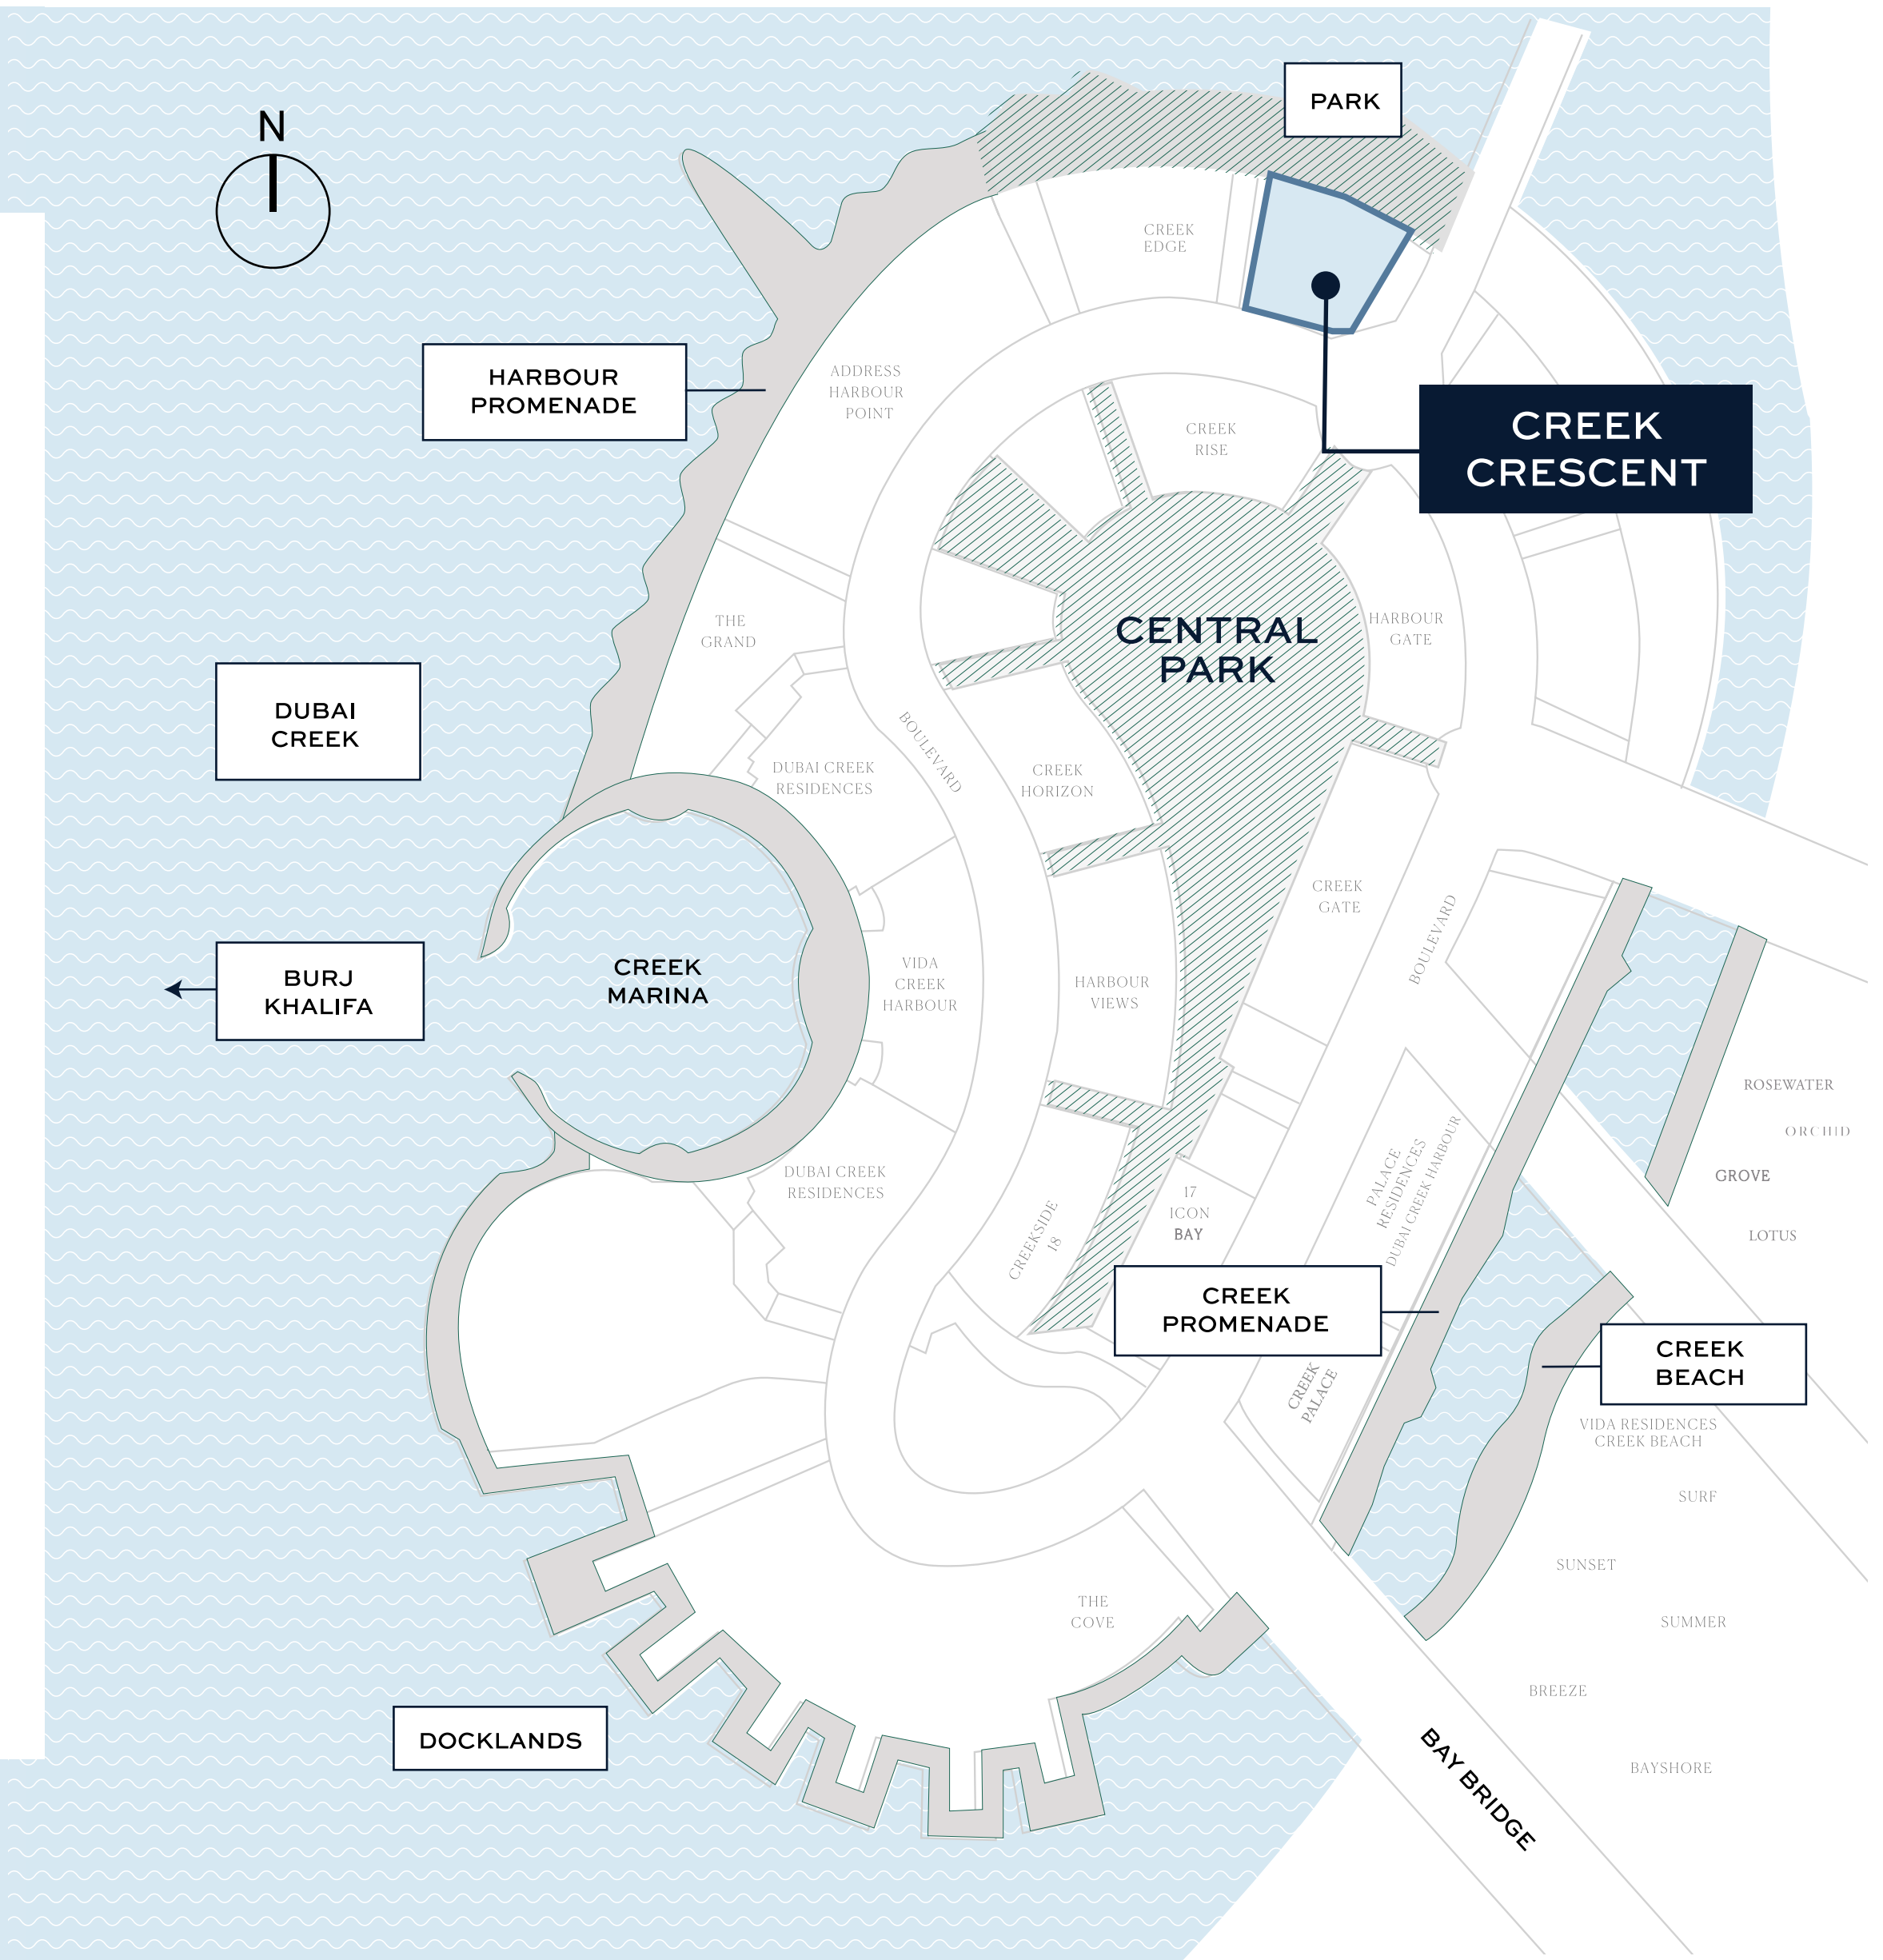 N
PARK
CREEK
EDGE
HARBOUR
PROMENADE
ADDRESS
HARBOUR
POINT
CREEK
RISE
CREEK
CRESCENT
THE
GRAND
CENTRAL
PARK
HARBOUR
GATE
DUBAI
CREEK
BOULEVARD
DUBAI CREEK
RESIDENCES
CREEK
HORIZON
CREEK
GATE
BOULEVARD
BURJ
KHALIFA
CREEK
MARINA
VIDA
CREEK
HARBOUR
HARBOUR
VIEWS
ROSEWATER
ORCHID
GROVE
LOTUS
DUBAI CREEK
RESIDENCES
CREEKSIDE
18
17
ICON
BAY
PALACE
RESIDENCES
DUBAI CREEK HARBOUR
CREEK
PROMENADE
CREEK
PALACE
CREEK
BEACH
VIDA RESIDENCES
CREEK BEACH
SURF
SUNSET
SUMMER
THE
COVE
BREEZE
BAYSHORE
DOCKLANDS
BAY BRIDGE